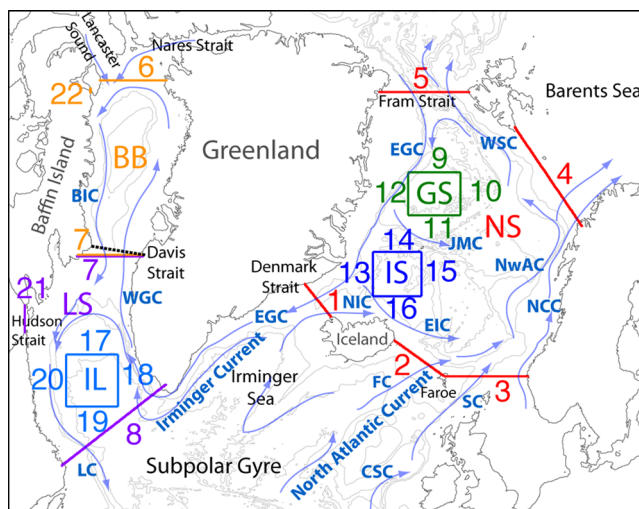 Lancaster
Sound
Nares Strait
6
22
5
Fram Strait
Barents Sea
Baffin Island
BB
Greenland
EGC
WSC
9
12
GS
10
11
4
BIC
NS
14
JMC
7
7
Davis
Strait
Denmark
Strait
13
IS
15
NwAC
21
LS
WGC
16
1
NIC
NCC
Hudson
Strait
EGC
EIC
Iceland
17
20
IL
18
19
Irmingen Current
Irminger
Sea
2
FC
Faroe
3
SC
8
North Atlantic Current
LC
Subpolar Gyre
CSC